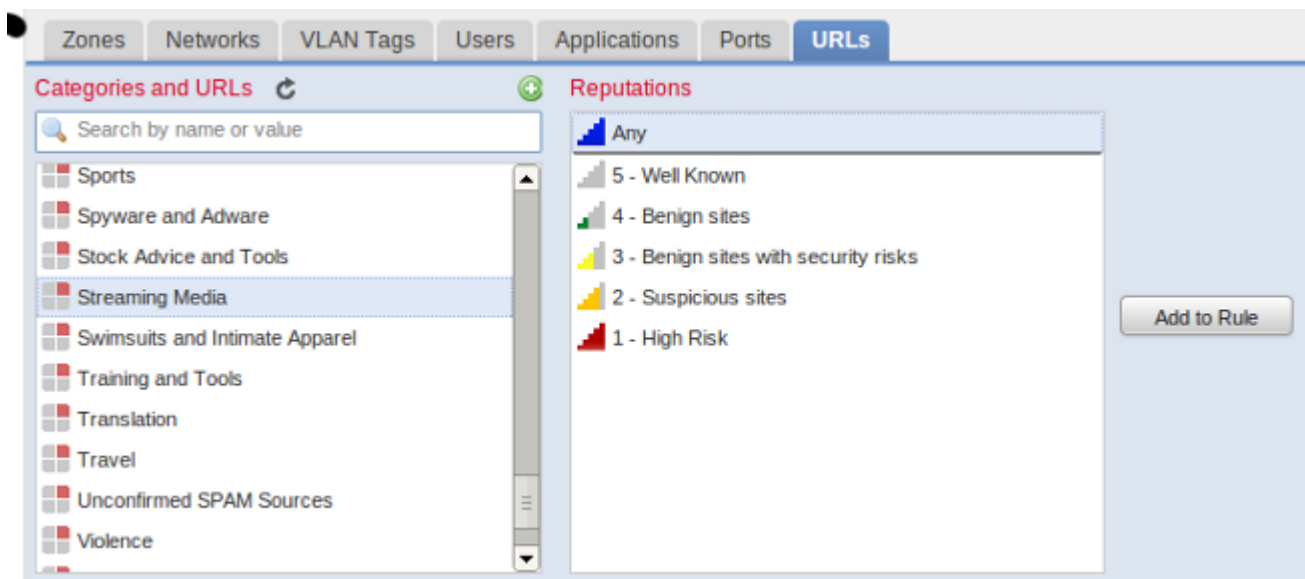 Zones Networks VLAN Tags Users Applications Ports URLs
Categories and URLs
Search by name or value
Sports
Spyware and Adware
Stock Advice and Tools
Streaming Media
Swimsuits and Intimate Apparel
Training and Tools
Translation
Travel
Unconfirmed SPAM Sources
Violence
Reputations
Any
5 - Well Known
4 - Benign sites
3 - Benign sites with security risks
2 - Suspicious sites
1 - High Risk
Add to Rule